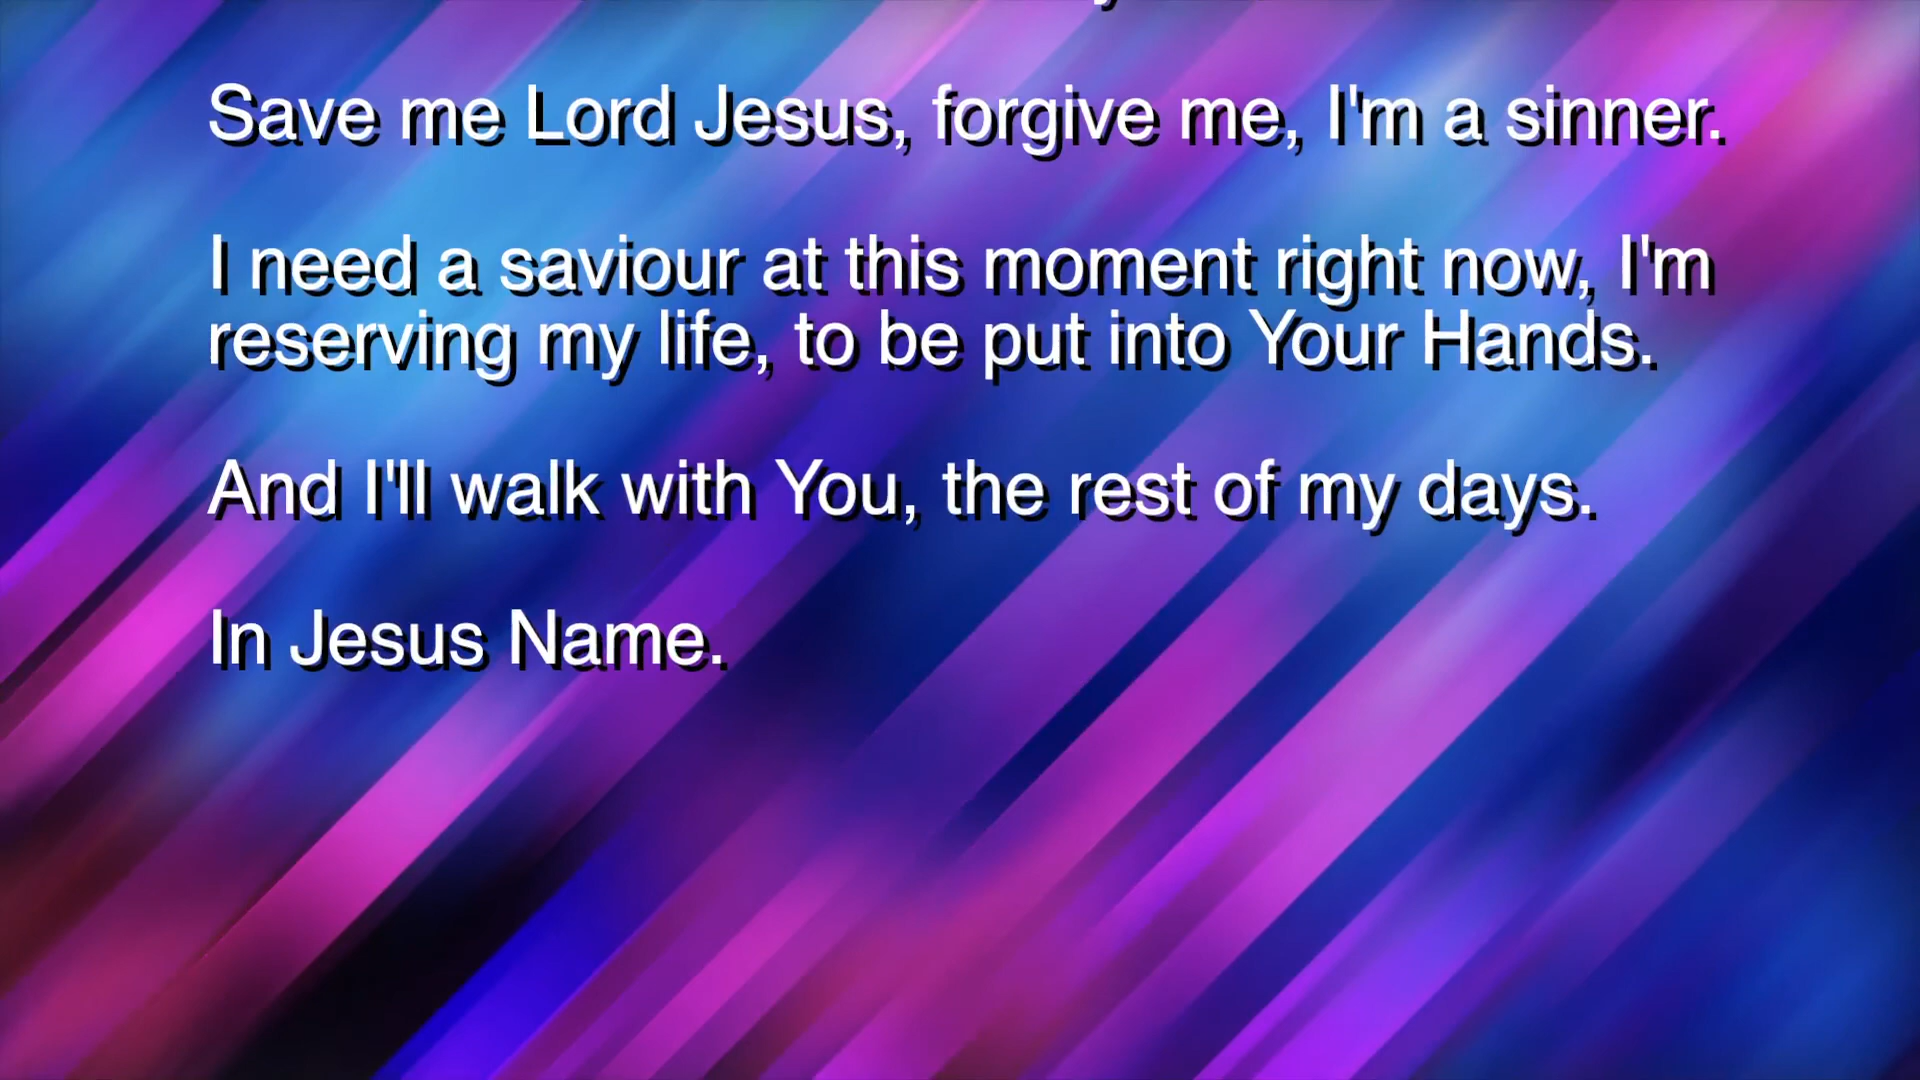 Save me Lord Jesus, forgive me, I'm a sinner.
I need a saviour at this moment right now, I'm
reserving my life, to be put into Your Hands.
And I'll walk with You, the rest of my days.
In Jesus Name.